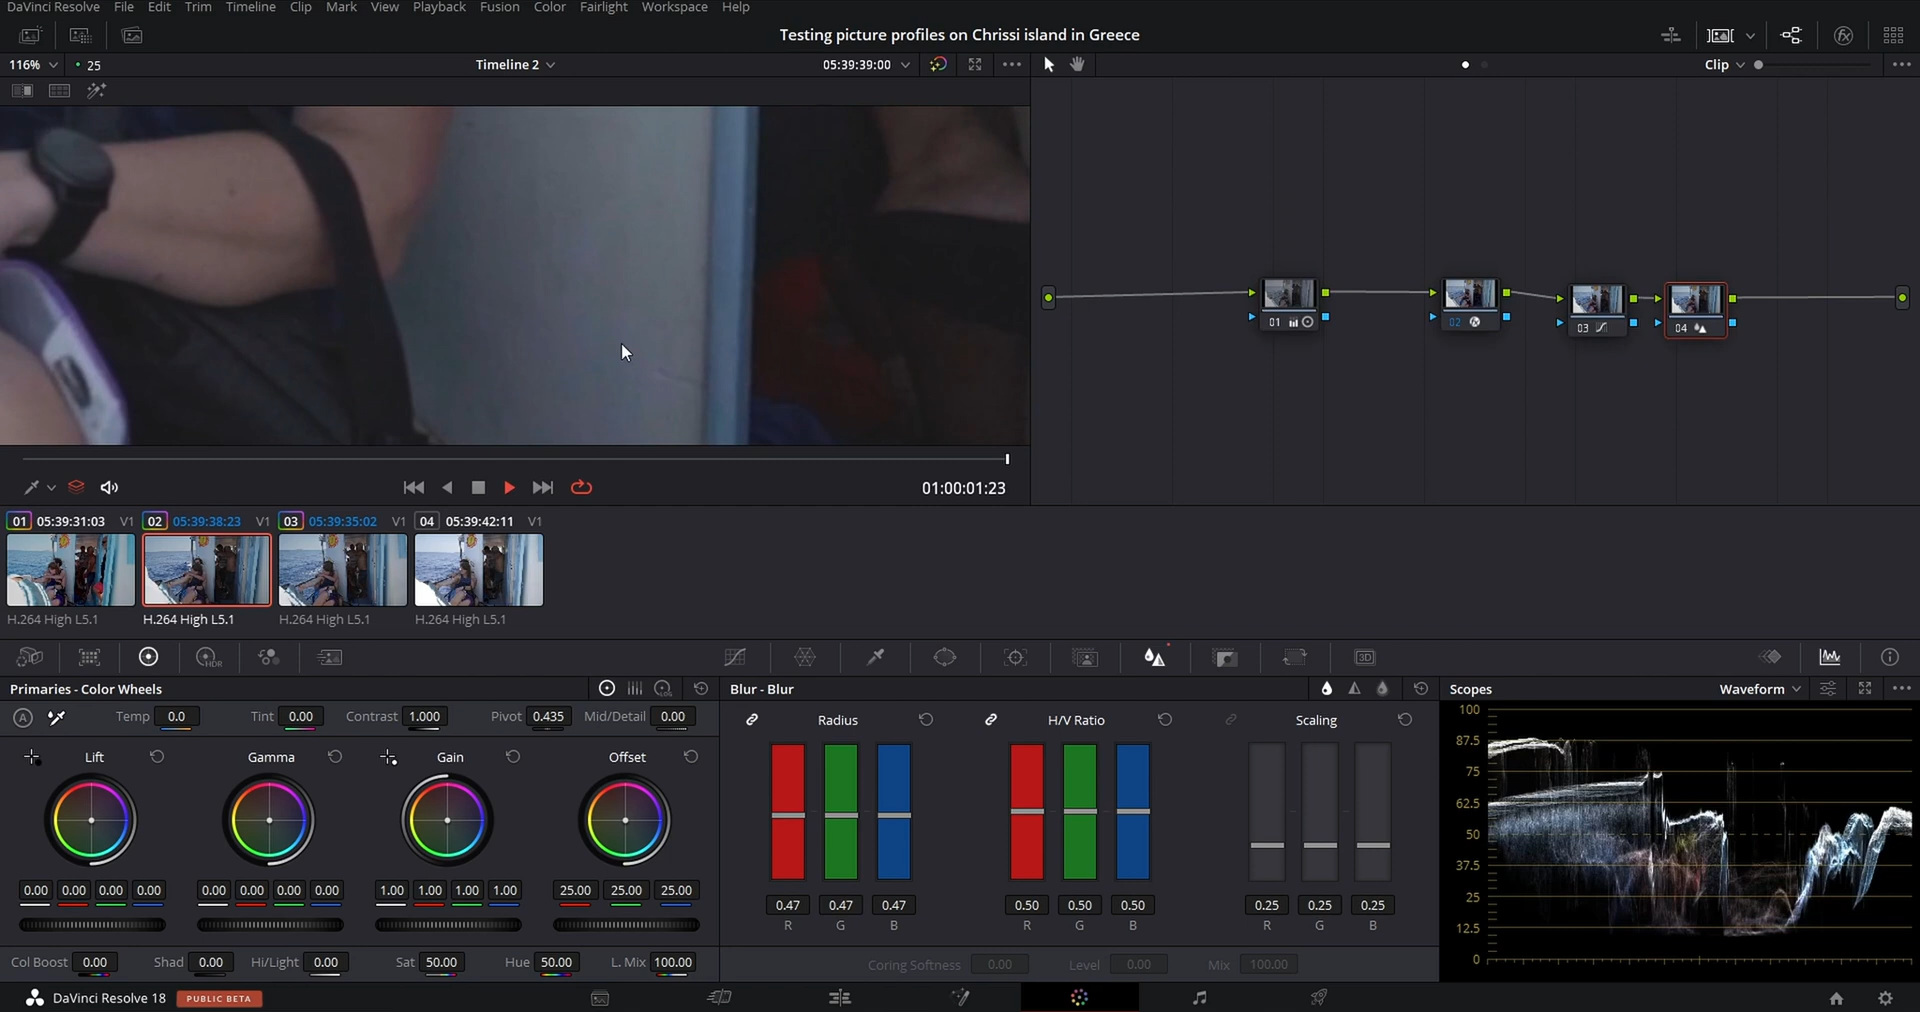 DaVinci Resolve File Edit Trim Timeline Clip Mark View Playback Fusion Color Fairlight Workspace Help
Testing picture profiles on Chrissi island in Greece
116% 25 Timeline 2 05:39:39:00 Clip
01 02 03 04
01:00:01:23
01 05:39:31:03 V1 02 05:39:38:23 V1 03 05:39:35:02 V1 04 05:39:42:11 V1
H.264 High L5.1 H.264 High L5.1 H.264 High L5.1 H.264 High L5.1
HDR 3D
Primaries - Color Wheels Blur - Blur Scopes Waveform
A Temp 0.0 Tint 0.00 Contrast 1.000 Pivot 0.435 Mid/Detail 0.00
Radius H/V Ratio Scaling
Lift Gamma Gain Offset
0.00 0.00 0.00 0.00 0.00 0.00 0.00 0.00 1.00 1.00 1.00 1.00 25.00 25.00 25.00
0.47 0.47 0.47 0.50 0.50 0.50 0.25 0.25 0.25
R G B R G B R G B
Col Boost 0.00 Shad 0.00 Hi/Light 0.00 Sat 50.00 Hue 50.00 L. Mix 100.00
Coring Softness 0.00 Level 0.00 Mix 100.00
100
87.5
75
62.5
50
37.5
25
12.5
0
DaVinci Resolve 18 PUBLIC BETA